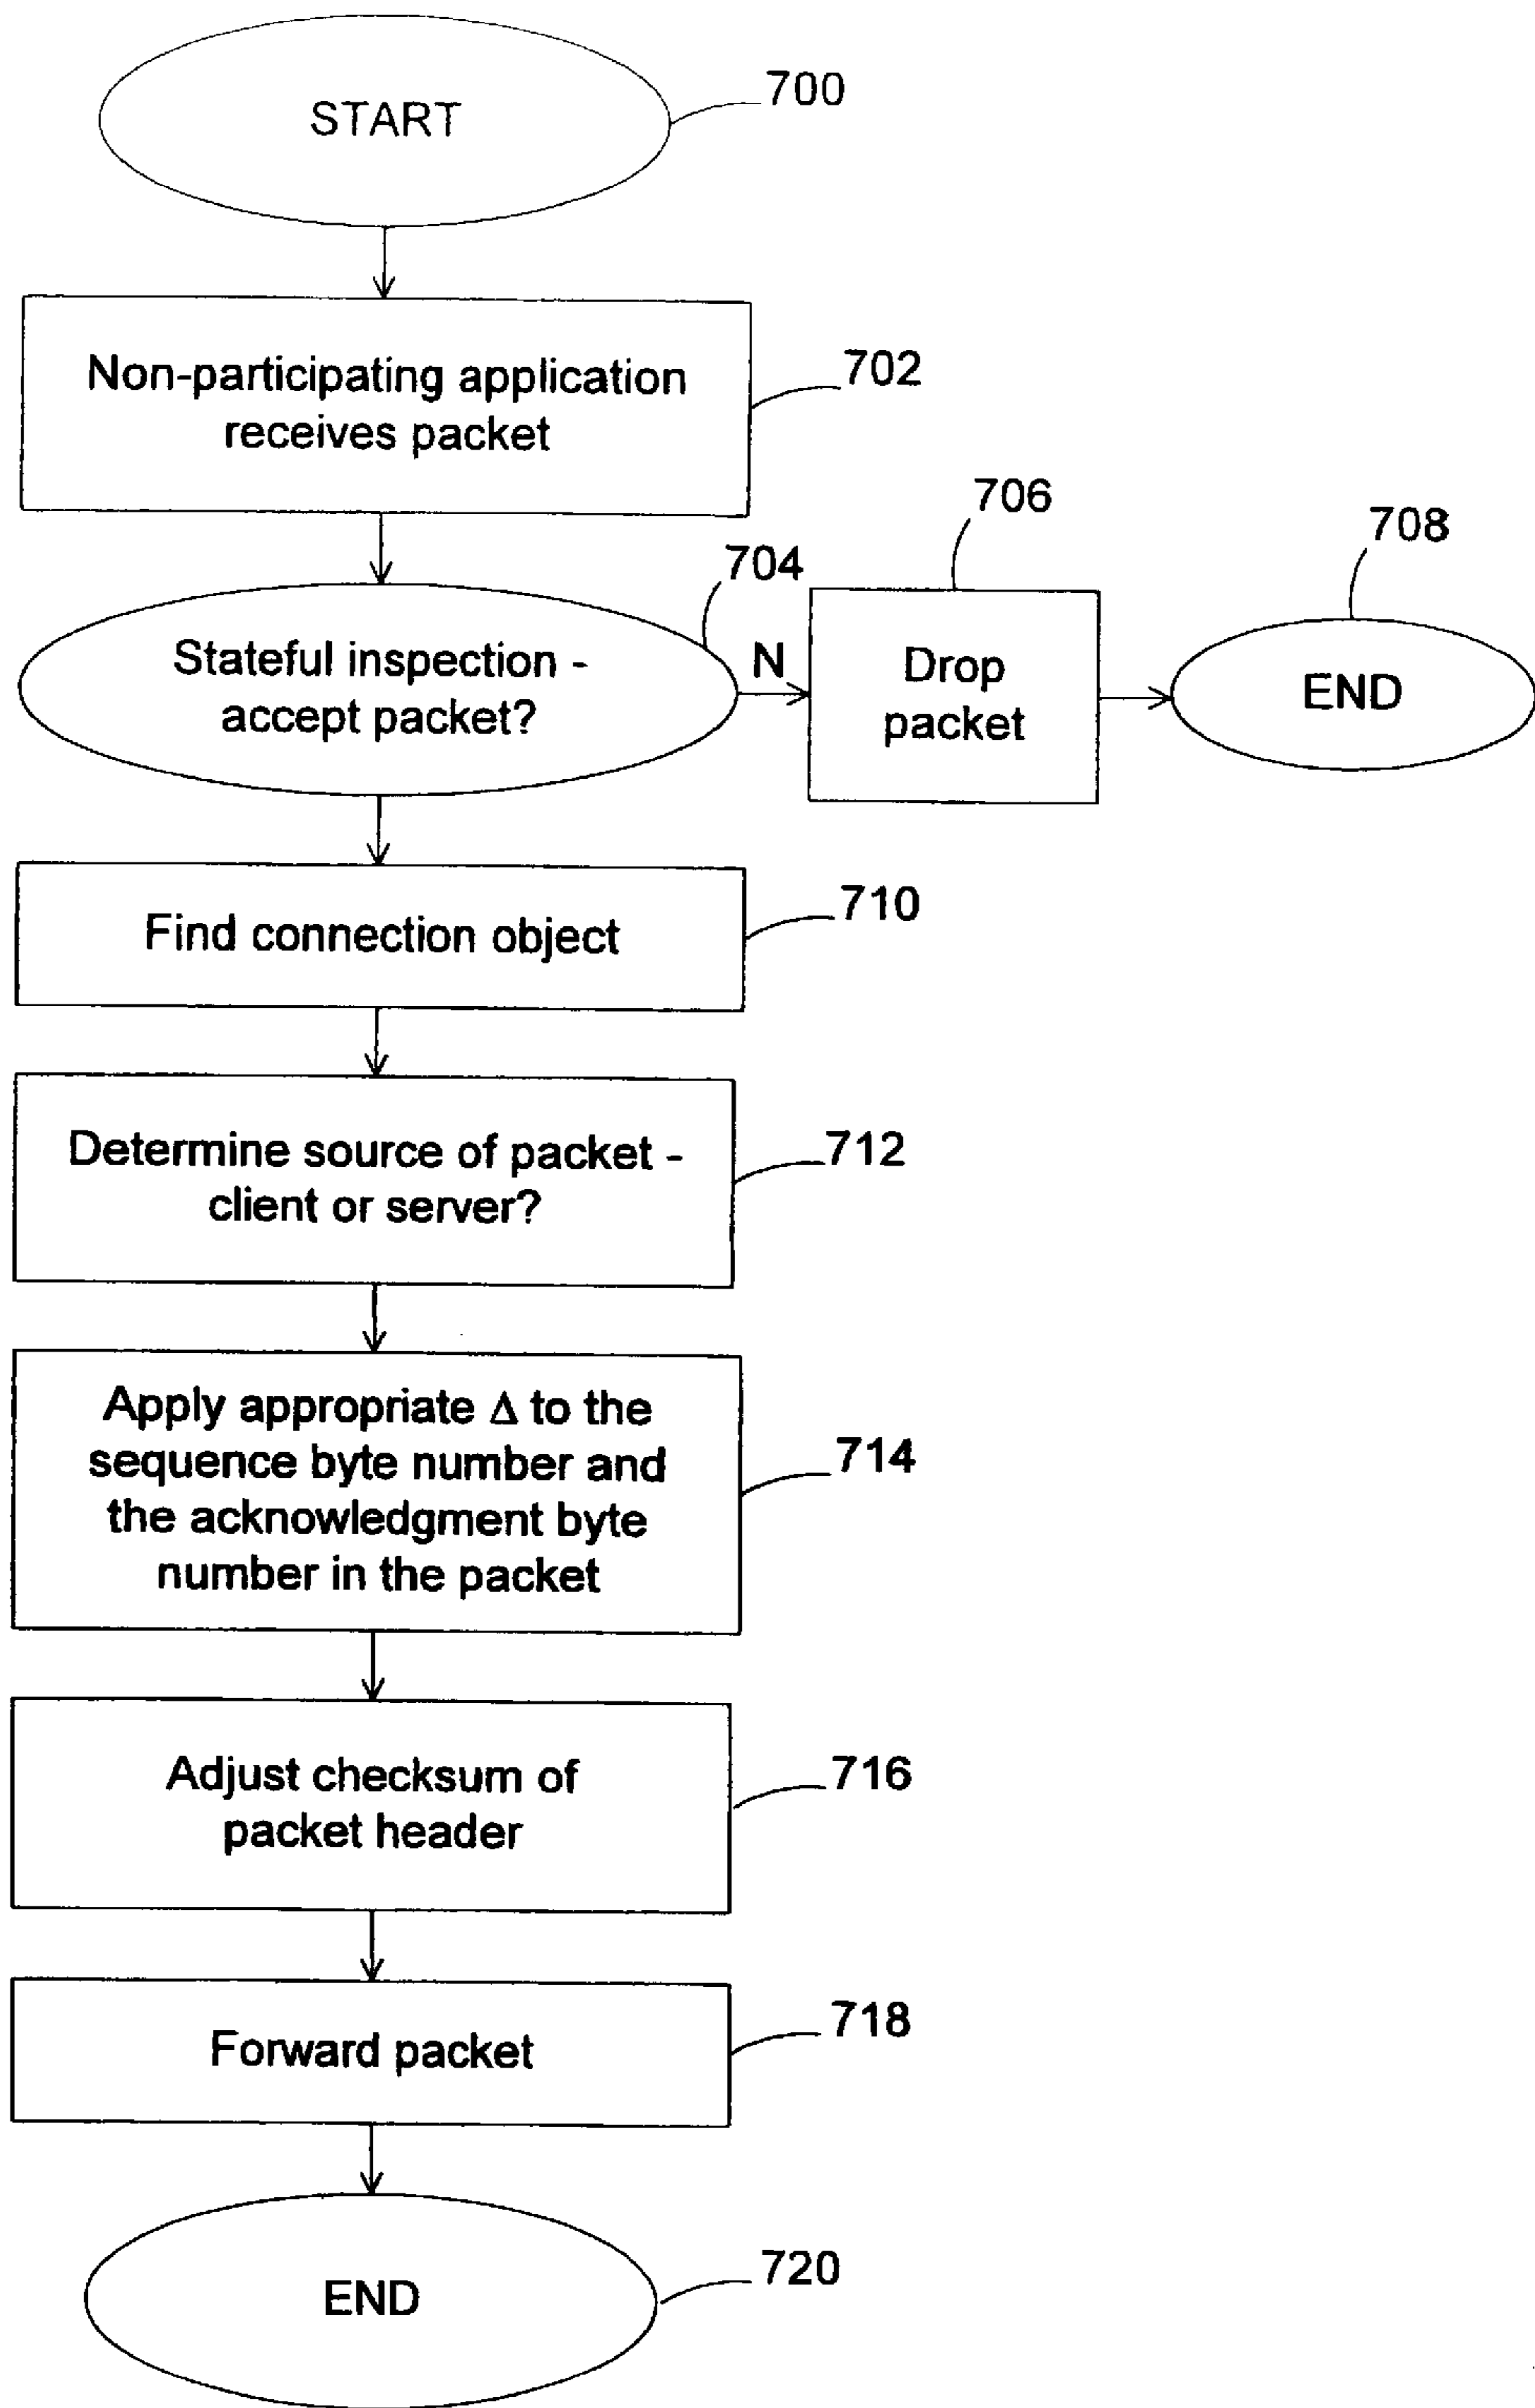 START
700
Non-participating application
receives packet
702
Stateful inspection -
accept packet?
704
N
Drop
packet
706
END
708
Find connection object
710
Determine source of packet -
client or server?
712
Apply appropriate Δ to the
sequence byte number and
the acknowledgment byte
number in the packet
714
Adjust checksum of
packet header
716
Forward packet
718
END
720